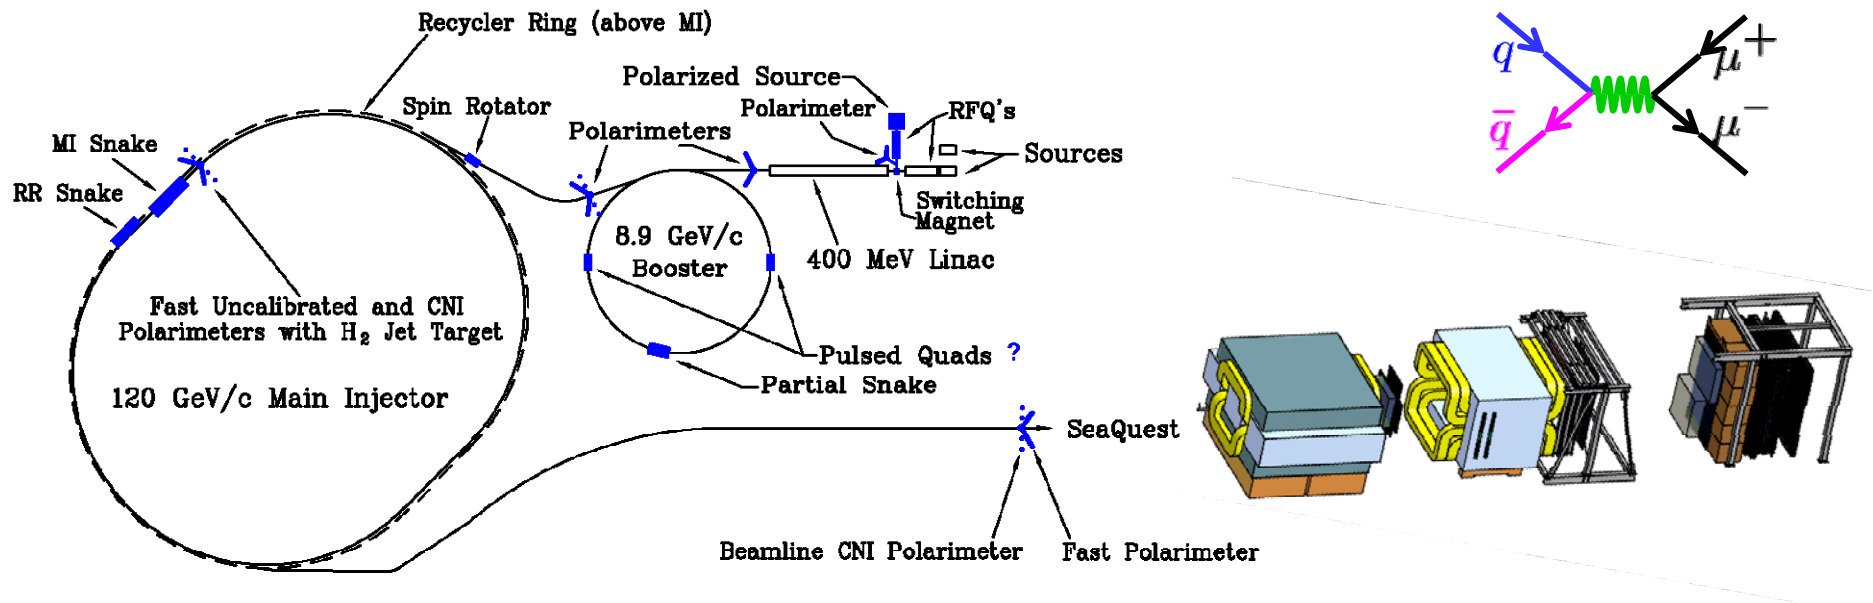 Recycler Ring (above MI)
Polarized Source
Polarimeter
RFQ's
Spin Rotator
Polarimeters
MI Snake
RR Snake
Sources
Switching
Magnet
8.9 GeV/c
Booster
400 MeV Linac
Fast Uncalibrated and CNI
Polarimeters with H₂ Jet Target
Pulsed Quads ?
Partial Snake
120 GeV/c Main Injector
SeaQuest
Beamline CNI Polarimeter
Fast Polarimeter
q
μ⁺
q̅
μ⁻